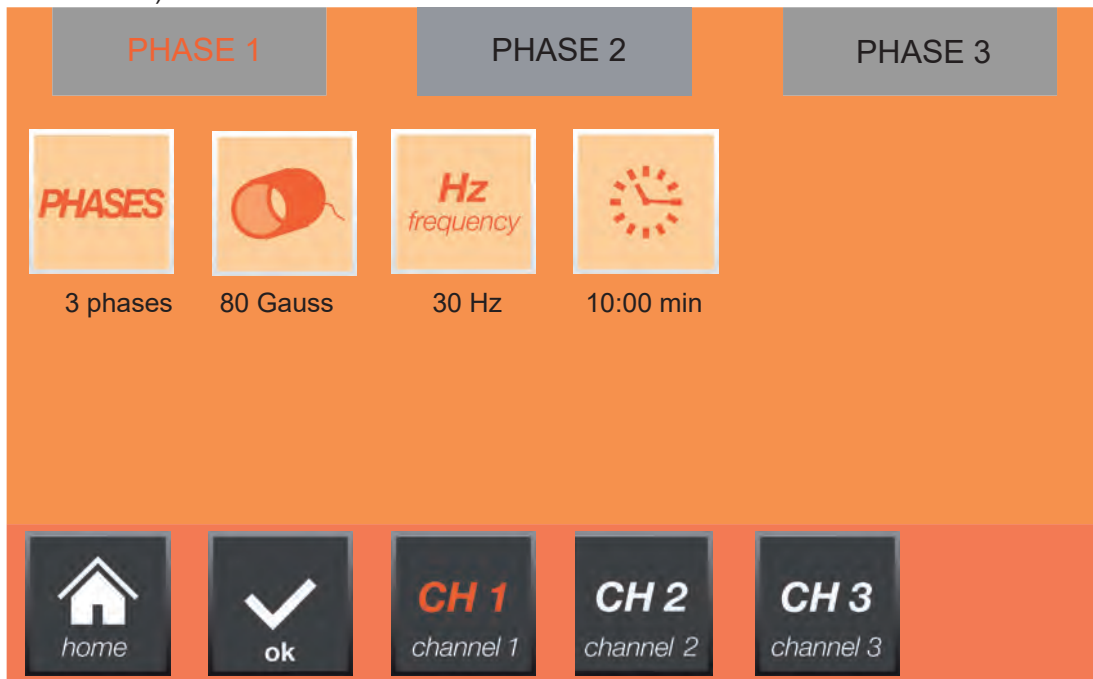 PHASE 1 PHASE 2 PHASE 3
PHASES
Hz
frequency
3 phases 80 Gauss 30 Hz 10:00 min
CH 1 CH 2 CH 3
home ok channel 1 channel 2 channel 3